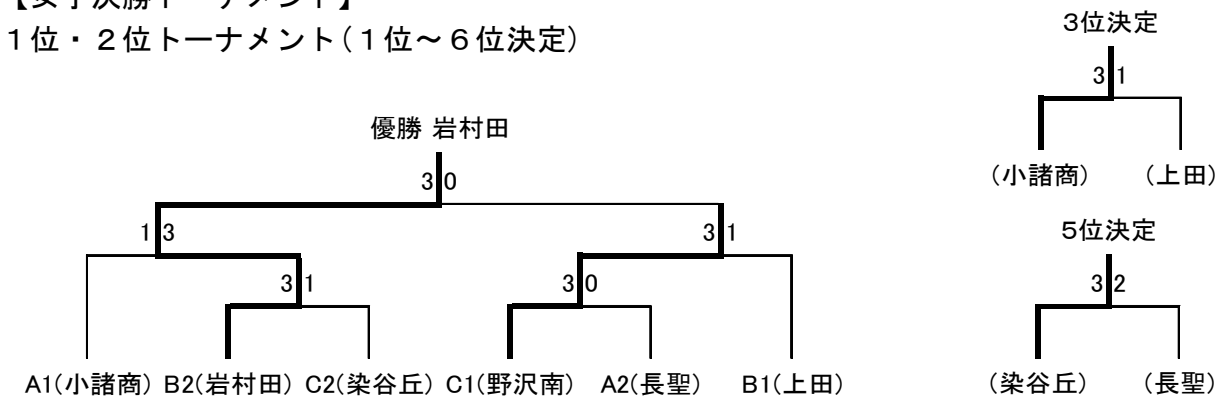 【女子決勝トーナメント】
１位・２位トーナメント（１位～６位決定）
優勝 岩村田
3 0
1 3
3 1
3 1
3 0
A1(小諸商) B2(岩村田) C2(染谷丘) C1(野沢南) A2(長聖) B1(上田)
3位決定
3 1
(小諸商) (上田)
5位決定
3 2
(染谷丘) (長聖)